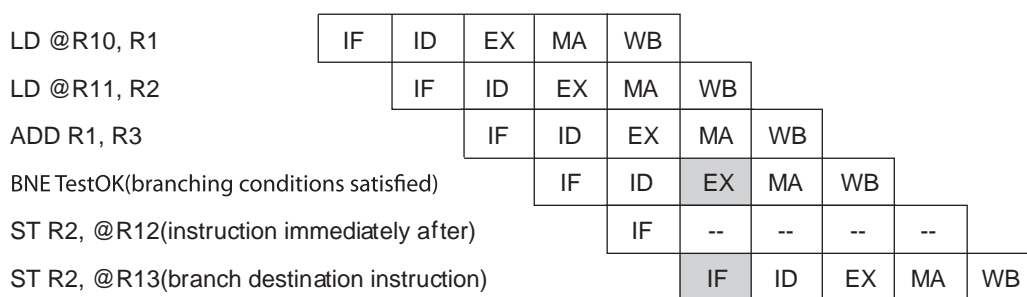 LD @R10, R1 IF ID EX MA WB
LD @R11, R2 IF ID EX MA WB
ADD R1, R3 IF ID EX MA WB
BNE TestOK(branching conditions satisfied) IF ID EX MA WB
ST R2, @R12(instruction immediately after) IF -- -- -- --
ST R2, @R13(branch destination instruction) IF ID EX MA WB